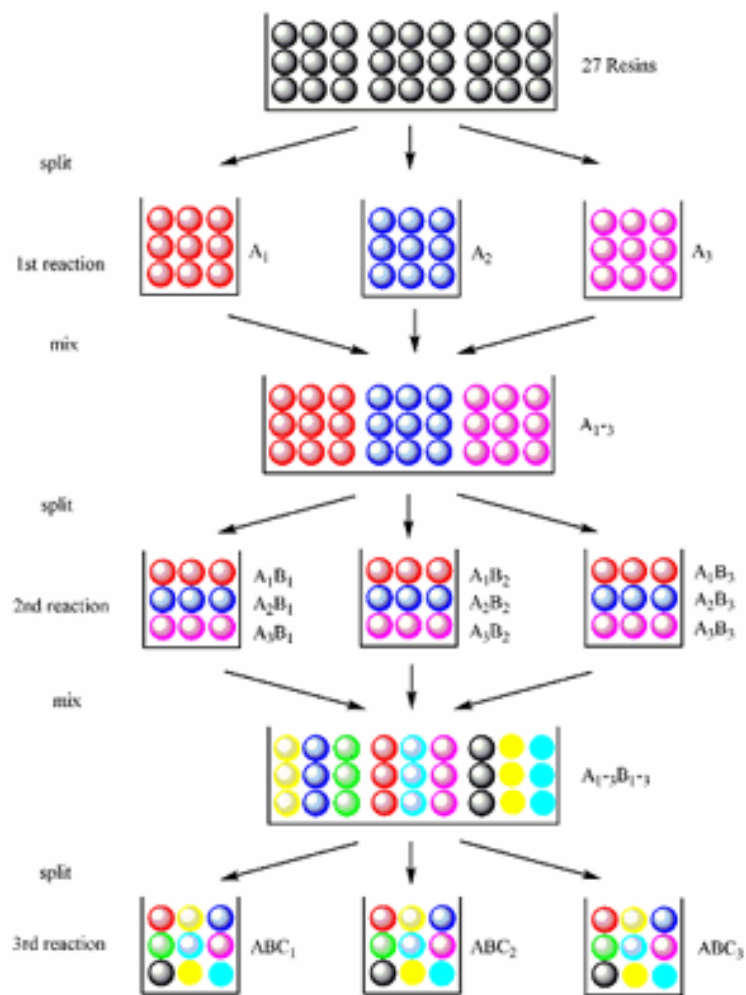 27 Resins
split
1st reaction
A₁
A₂
A₃
mix
A₁-₃
split
2nd reaction
A₁B₁
A₂B₁
A₃B₁
A₁B₂
A₂B₂
A₃B₂
A₁B₃
A₂B₃
A₃B₃
mix
A₁-₃B₁-₃
split
3rd reaction
ABC₁
ABC₂
ABC₃